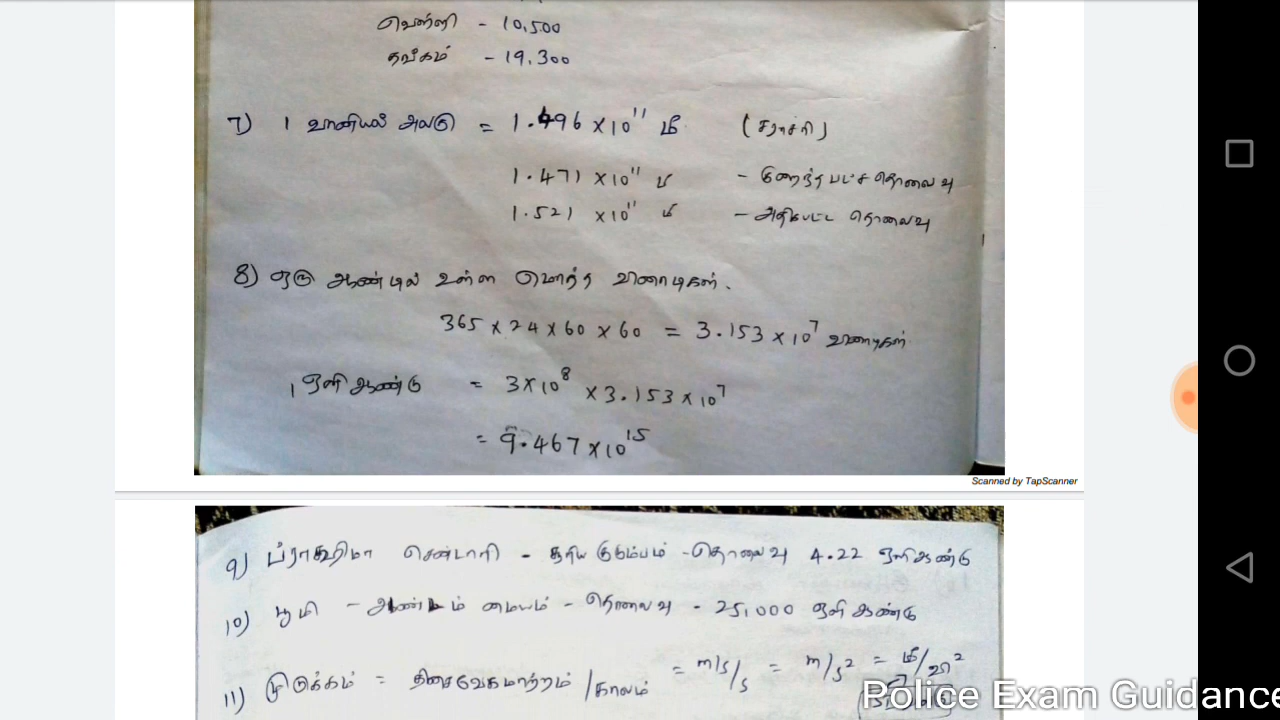 வெள்ளி - 10,500
தங்கம் - 19,300
7) 1 வானியல் அலகு = 1.496 × 10¹¹ மீ (சராசரி)
1.471 × 10¹¹ மீ - குறைந்தபட்ச தொலைவு
1.521 × 10¹¹ மீ - அதிகபட்ச தொலைவு
8) ஒரு ஆண்டில் உள்ள மொத்த வினாடிகள்.
365 × 24 × 60 × 60 = 3.153 × 10⁷ வினாடிகள்
1 ஒளி ஆண்டு = 3 × 10⁸ × 3.153 × 10⁷
= 9.467 × 10¹⁵
Scanned by TapScanner
9) ப்ராக்ஸிமா சென்டாரி - சூரிய குடும்பம் - தொலைவு 4.22 ஒளி ஆண்டு
10) பூமி - அண்டம் மையம் - தொலைவு - 25,000 ஒளி ஆண்டு
11) முடுக்கம் = திசைவேகமாற்றம் / காலம் = m/s/s = m/s² = மீ/வி²
Police Exam Guidance